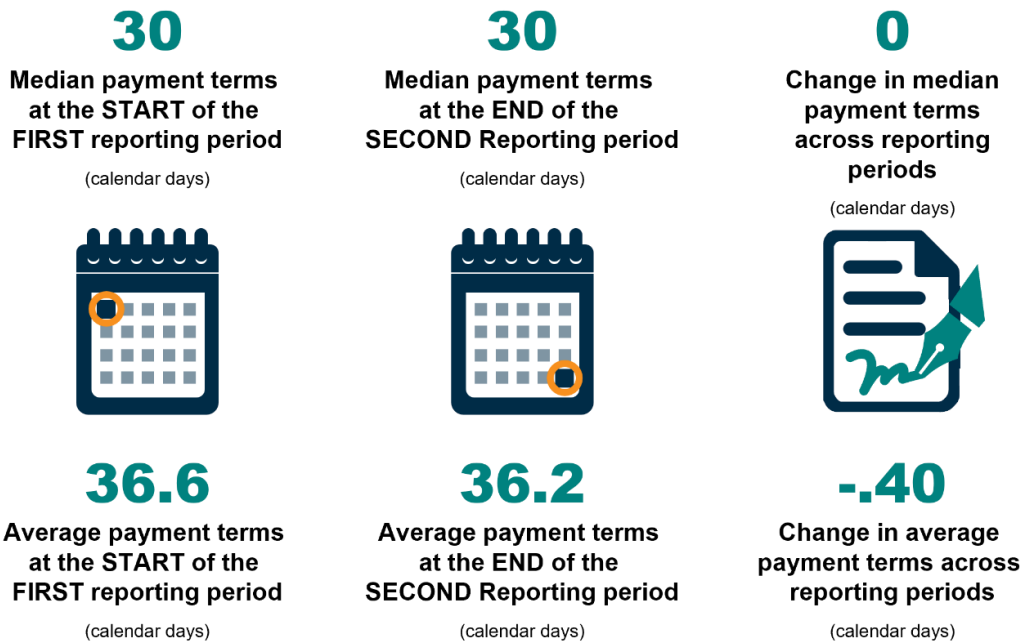 30
Median payment terms
at the START of the
FIRST reporting period
(calendar days)
30
Median payment terms
at the END of the
SECOND Reporting period
(calendar days)
0
Change in median
payment terms
across reporting
periods
(calendar days)
36.6
Average payment terms
at the START of the
FIRST reporting period
(calendar days)
36.2
Average payment terms
at the END of the
SECOND Reporting period
(calendar days)
-.40
Change in average
payment terms across
reporting periods
(calendar days)